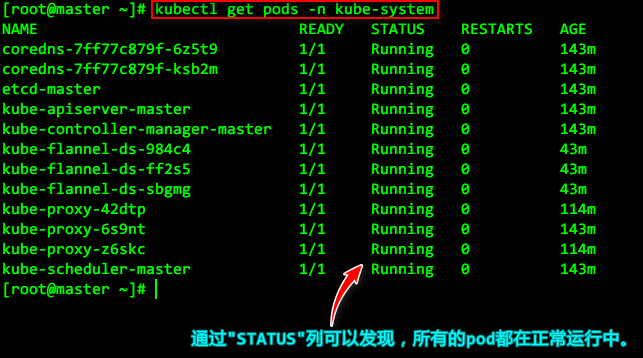 [root@master ~]# kubectl get pods -n kube-system
NAME READY STATUS RESTARTS AGE
coredns-7ff77c879f-6z5t9 1/1 Running 0 143m
coredns-7ff77c879f-ksb2m 1/1 Running 0 143m
etcd-master 1/1 Running 0 143m
kube-apiserver-master 1/1 Running 0 143m
kube-controller-manager-master 1/1 Running 0 143m
kube-flannel-ds-984c4 1/1 Running 0 43m
kube-flannel-ds-ff2s5 1/1 Running 0 43m
kube-flannel-ds-sbgmg 1/1 Running 0 43m
kube-proxy-42dtp 1/1 Running 0 114m
kube-proxy-6s9nt 1/1 Running 0 143m
kube-proxy-z6skc 1/1 Running 0 114m
kube-scheduler-master 1/1 Running 0 143m
[root@master ~]#
通过"STATUS"列可以发现，所有的pod都在正常运行中。